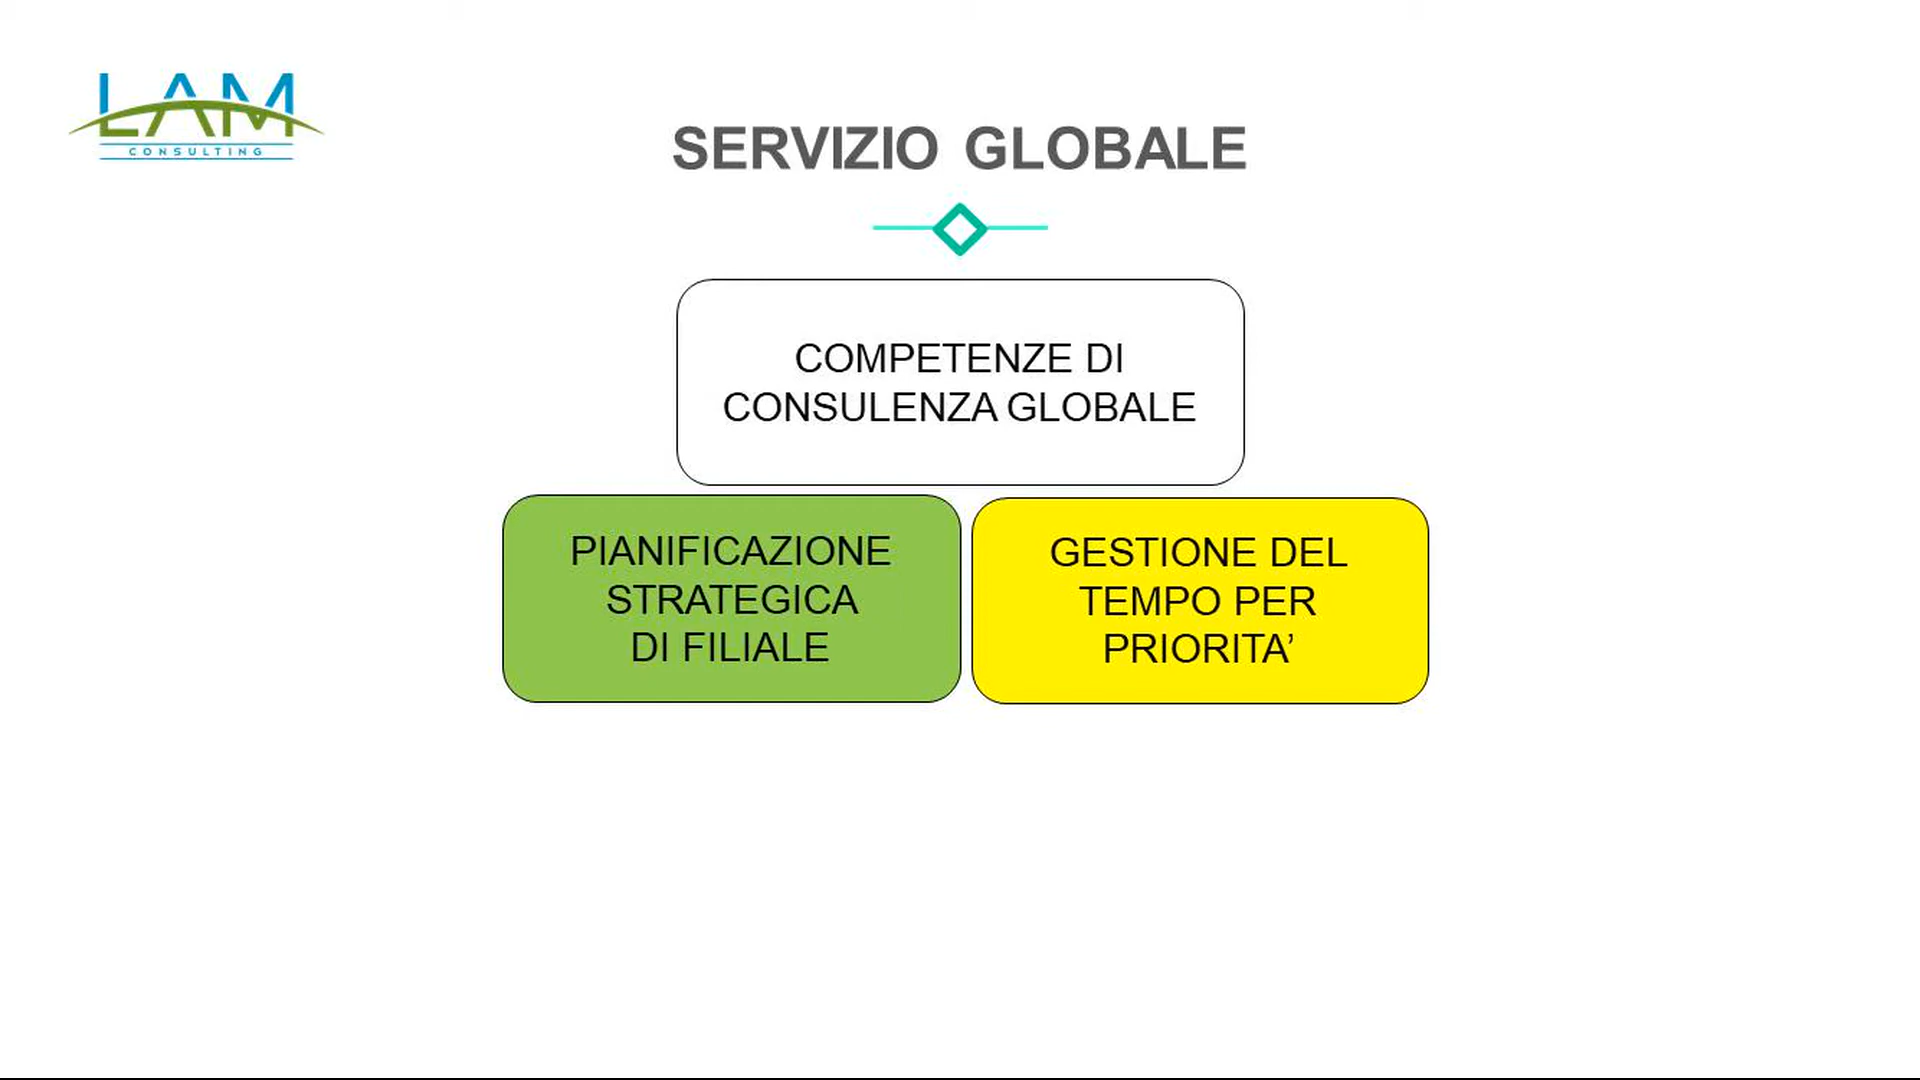 LAM
CONSULTING
SERVIZIO GLOBALE
COMPETENZE DI
CONSULENZA GLOBALE
PIANIFICAZIONE
STRATEGICA
DI FILIALE
GESTIONE DEL
TEMPO PER
PRIORITA’